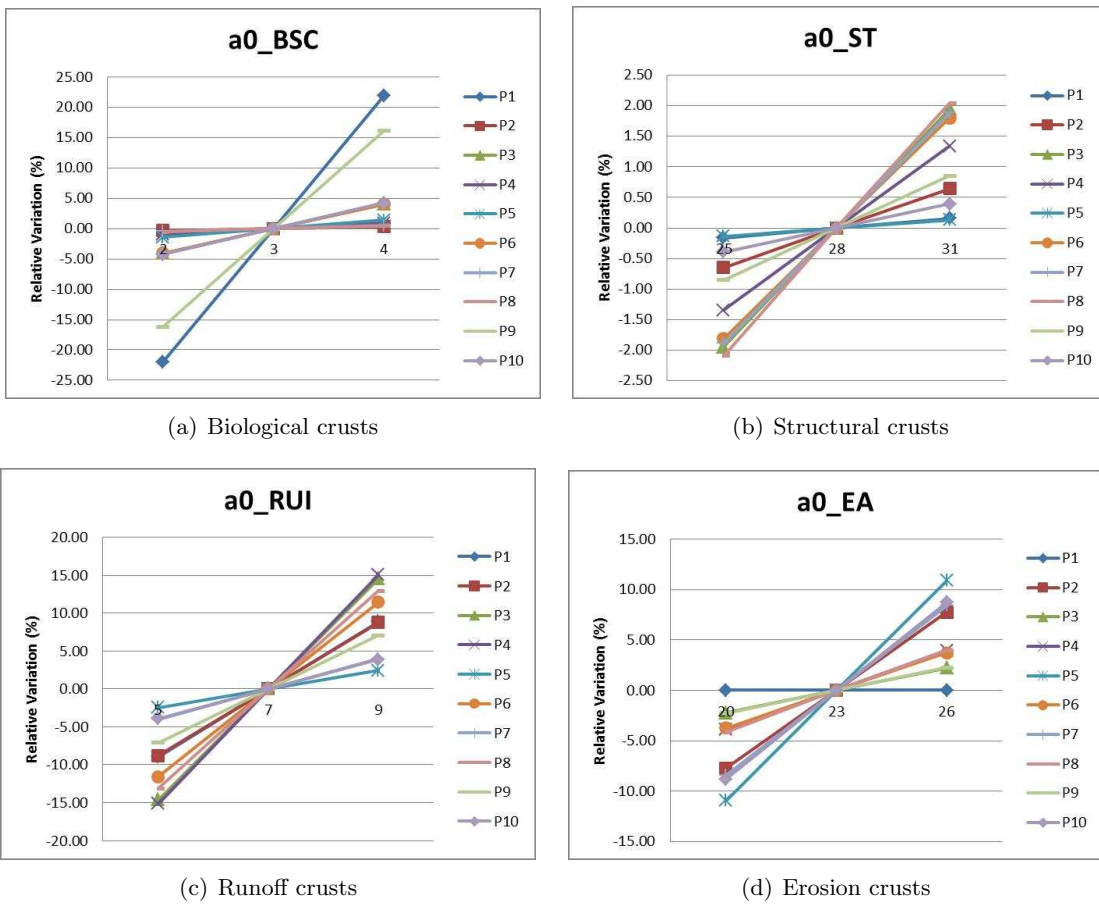 a0_BSC
Relative Variation (%)
25.00
20.00
15.00
10.00
5.00
0.00
-5.00
-10.00
-15.00
-20.00
-25.00
2 3 4
P1
P2
P3
P4
P5
P6
P7
P8
P9
P10
(a) Biological crusts
a0_ST
Relative Variation (%)
2.50
2.00
1.50
1.00
0.50
0.00
-0.50
-1.00
-1.50
-2.00
-2.50
25 28 31
P1
P2
P3
P4
P5
P6
P7
P8
P9
P10
(b) Structural crusts
a0_RUI
Relative Variation (%)
20.00
15.00
10.00
5.00
0.00
-5.00
-10.00
-15.00
-20.00
5 7 9
P1
P2
P3
P4
P5
P6
P7
P8
P9
P10
(c) Runoff crusts
a0_EA
Relative Variation (%)
15.00
10.00
5.00
0.00
-5.00
-10.00
-15.00
20 23 26
P1
P2
P3
P4
P5
P6
P7
P8
P9
P10
(d) Erosion crusts